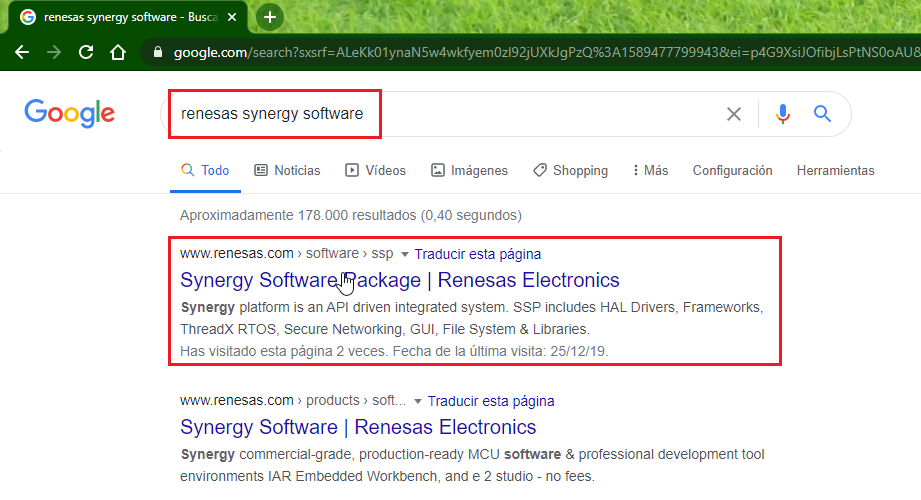 renesas synergy software - Busca
google.com/search?sxsrf=ALeKk01ynaN5w4wkfyem0zl92jUXkJgPzQ%3A1589477799943&ei=p4G9XsiJOfibjLsPtNS0oAU&
Google
renesas synergy software
Todo Noticias Vídeos Imágenes Shopping Más Configuración Herramientas
Aproximadamente 178.000 resultados (0,40 segundos)
www.renesas.com › software › ssp Traducir esta página
Synergy Software Package | Renesas Electronics
Synergy platform is an API driven integrated system. SSP includes HAL Drivers, Frameworks,
ThreadX RTOS, Secure Networking, GUI, File System & Libraries.
Has visitado esta página 2 veces. Fecha de la última visita: 25/12/19.
www.renesas.com › products › soft... Traducir esta página
Synergy Software | Renesas Electronics
Synergy commercial-grade, production-ready MCU software & professional development tool
environments IAR Embedded Workbench, and e 2 studio - no fees.